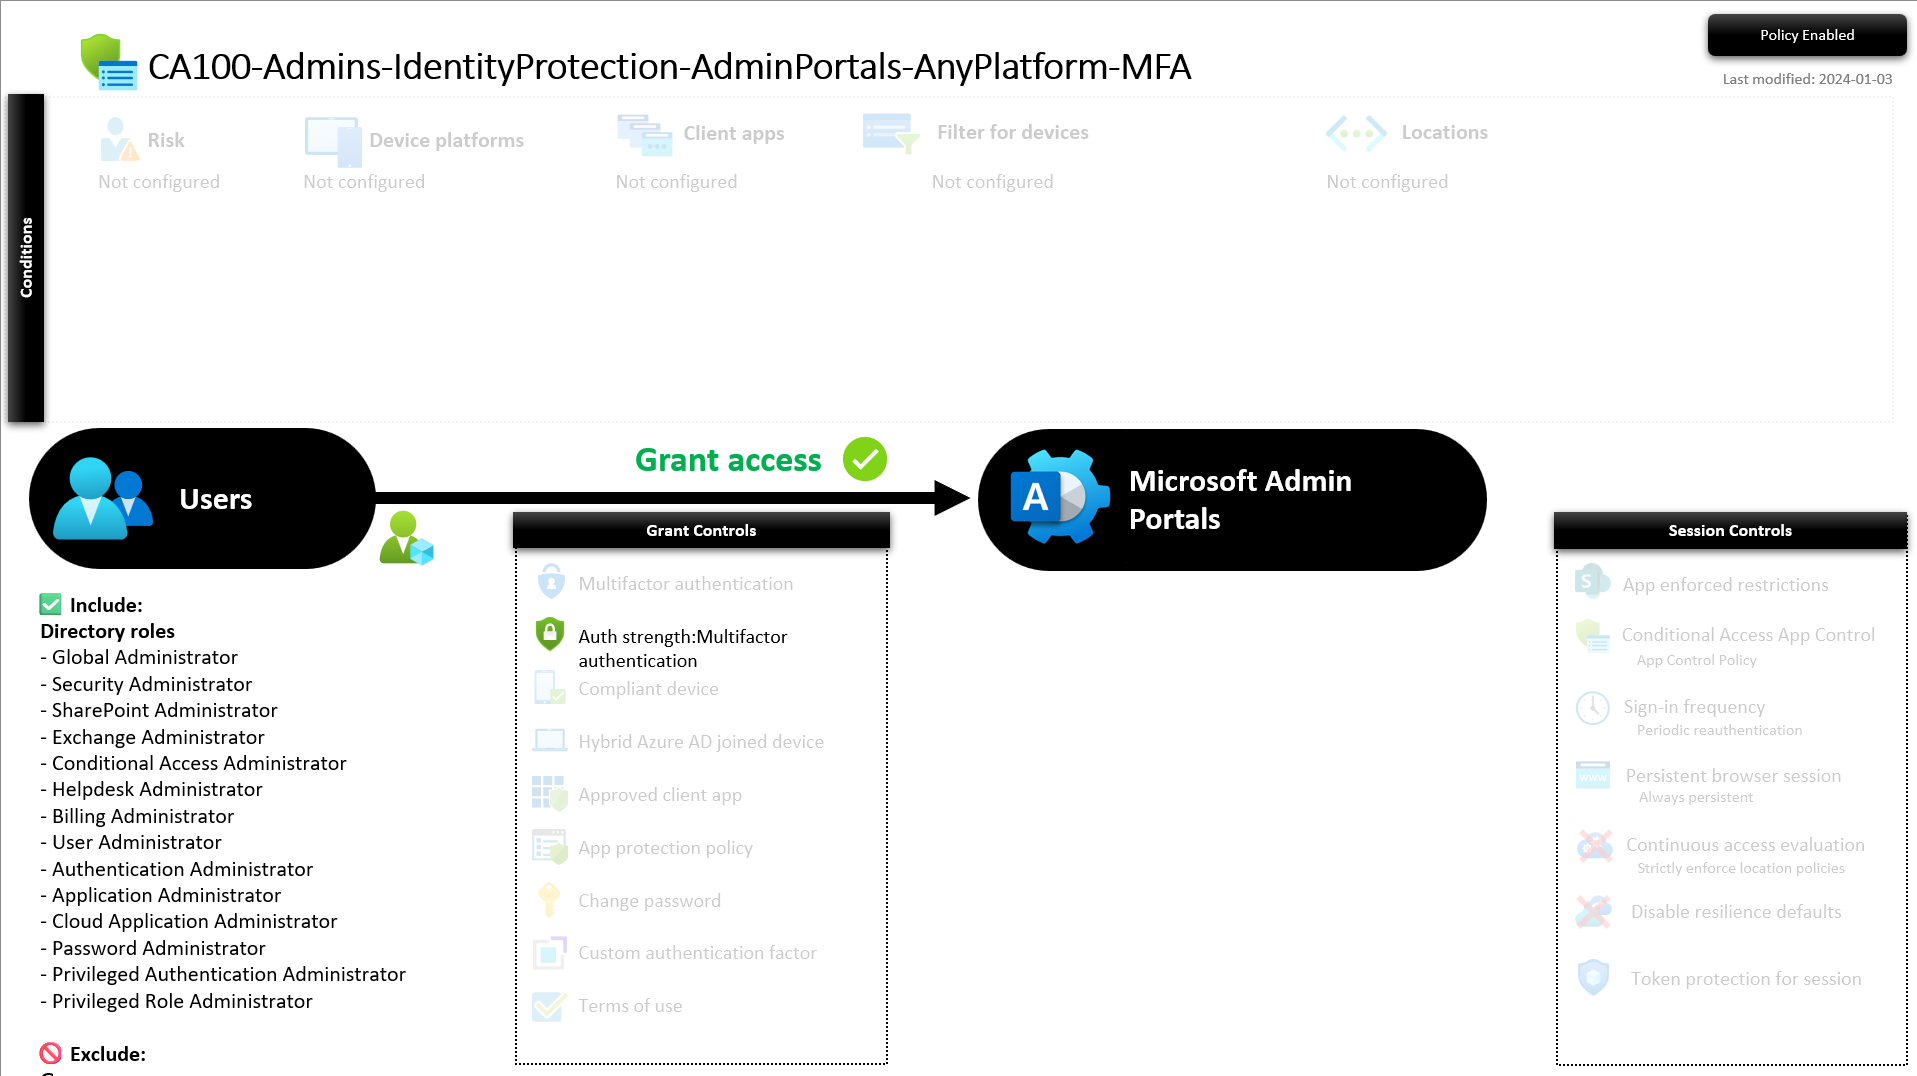 Policy Enabled
CA100-Admins-IdentityProtection-AdminPortals-AnyPlatform-MFA
Last modified: 2024-01-03
Conditions
Risk
Not configured
Device platforms
Not configured
Client apps
Not configured
Filter for devices
Not configured
Locations
Not configured
Users
Grant access
Microsoft Admin
Portals
✅ Include:
Directory roles
- Global Administrator
- Security Administrator
- SharePoint Administrator
- Exchange Administrator
- Conditional Access Administrator
- Helpdesk Administrator
- Billing Administrator
- User Administrator
- Authentication Administrator
- Application Administrator
- Cloud Application Administrator
- Password Administrator
- Privileged Authentication Administrator
- Privileged Role Administrator
🚫 Exclude:
Grant Controls
Multifactor authentication
Auth strength:Multifactor
authentication
Compliant device
Hybrid Azure AD joined device
Approved client app
App protection policy
Change password
Custom authentication factor
Terms of use
Session Controls
App enforced restrictions
Conditional Access App Control
App Control Policy
Sign-in frequency
Periodic reauthentication
www
Persistent browser session
Always persistent
Continuous access evaluation
Strictly enforce location policies
Disable resilience defaults
Token protection for session